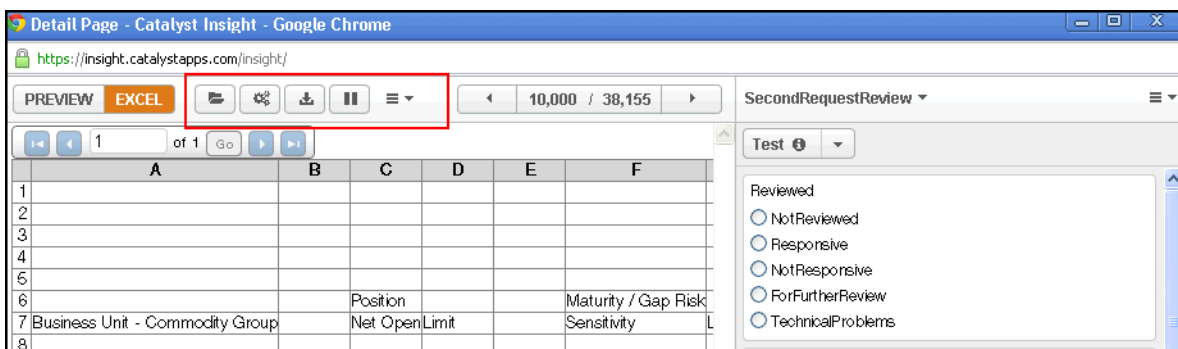 Detail Page - Catalyst Insight - Google Chrome
https://insight.catalystapps.com/insight/
PREVIEW EXCEL 10,000 / 38,155 SecondRequestReview
1 of 1 Go Test
A B C D E F
Reviewed
1
2 NotReviewed
3 Responsive
4
5 NotResponsive
6 Position Maturity / Gap Risk ForFurtherReview
7 Business Unit - Commodity Group Net Open Limit Sensitivity L TechnicalProblems
8